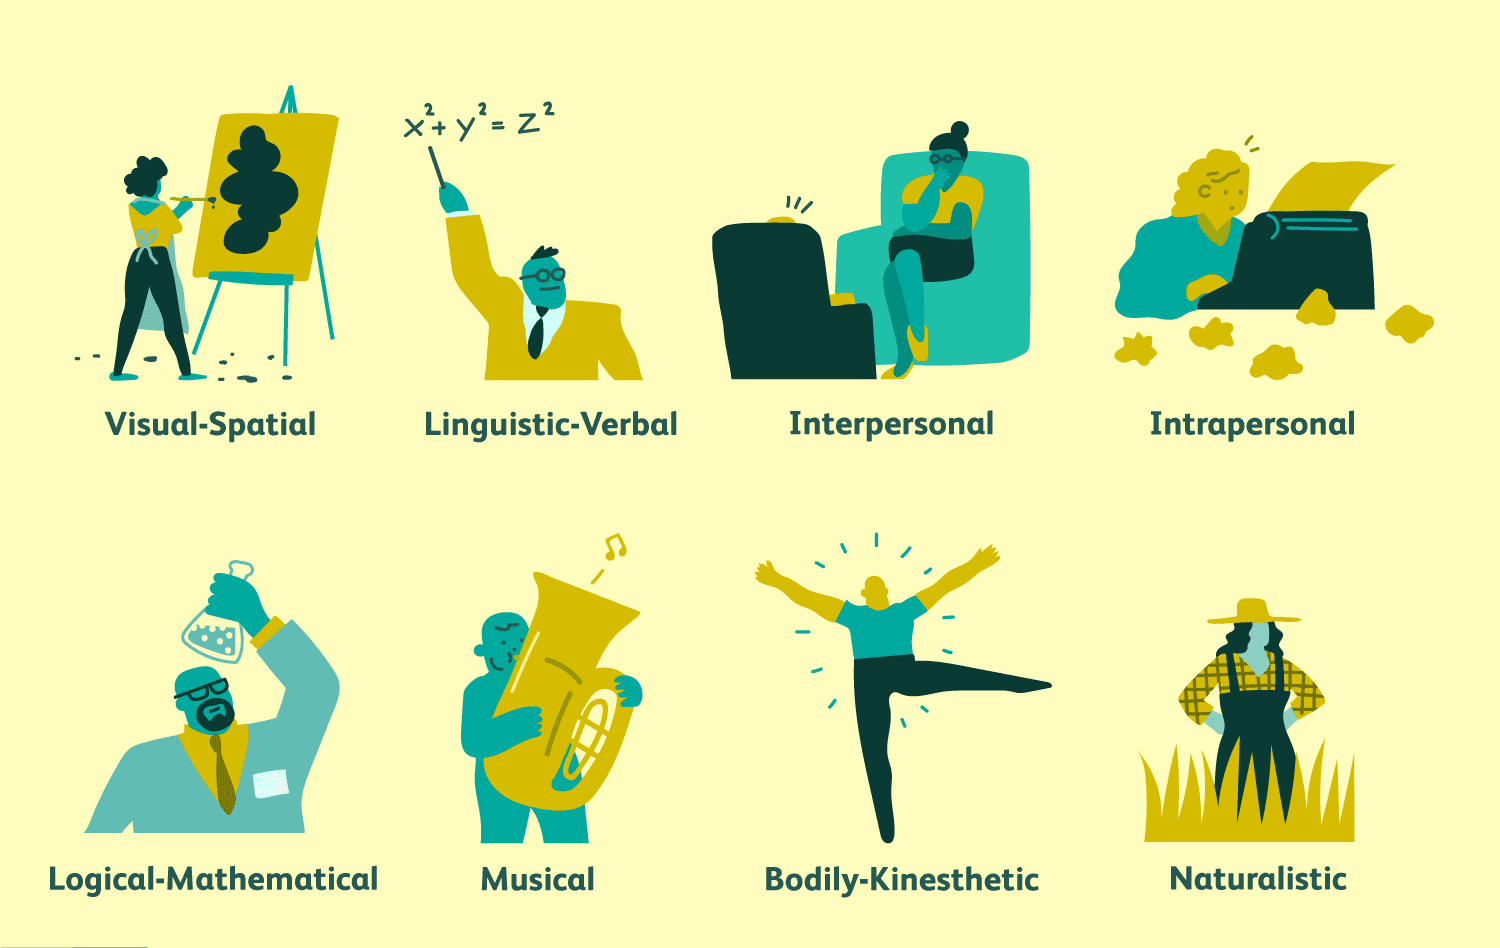 x² + y² = z²
Visual-Spatial
Linguistic-Verbal
Interpersonal
Intrapersonal
Logical-Mathematical
Musical
Bodily-Kinesthetic
Naturalistic